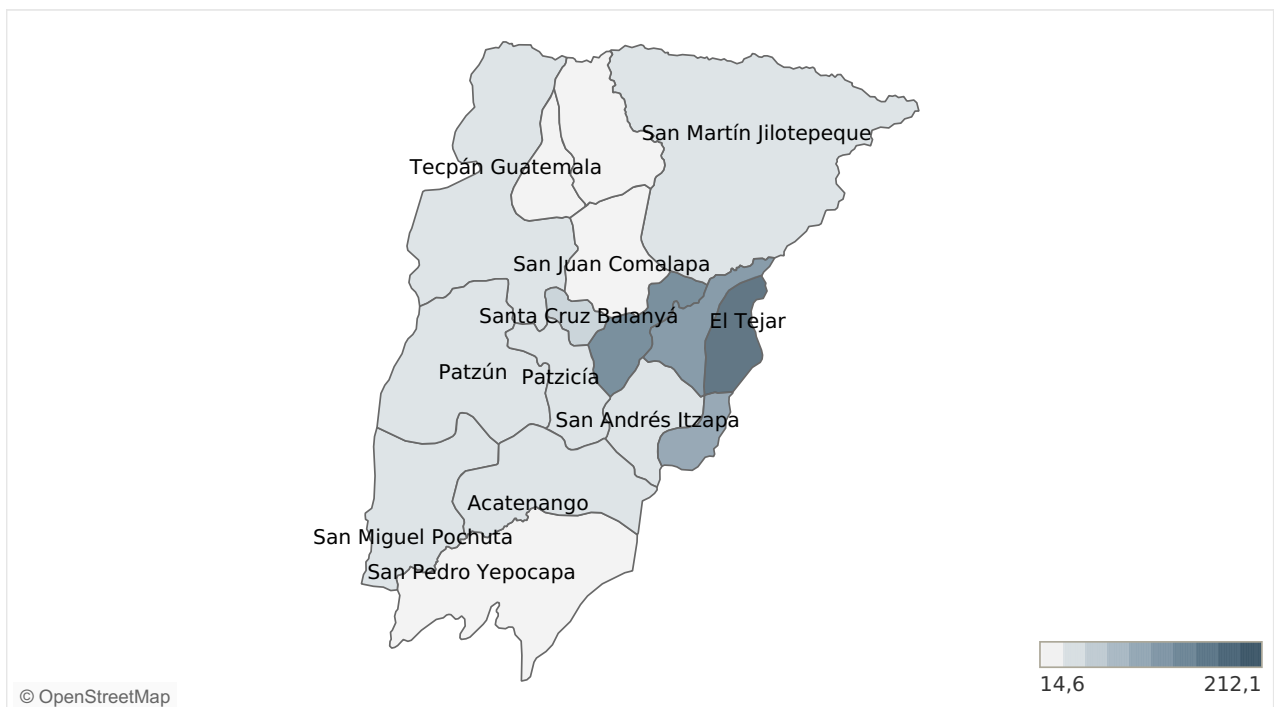 San Martín Jilotepeque
Tecpán Guatemala
San Juan Comalapa
Santa Cruz Balanyá
El Tejar
Patzún
Patzicía
San Andrés Itzapa
Acatenango
San Miguel Pochuta
San Pedro Yepocapa
14,6
212,1
© OpenStreetMap